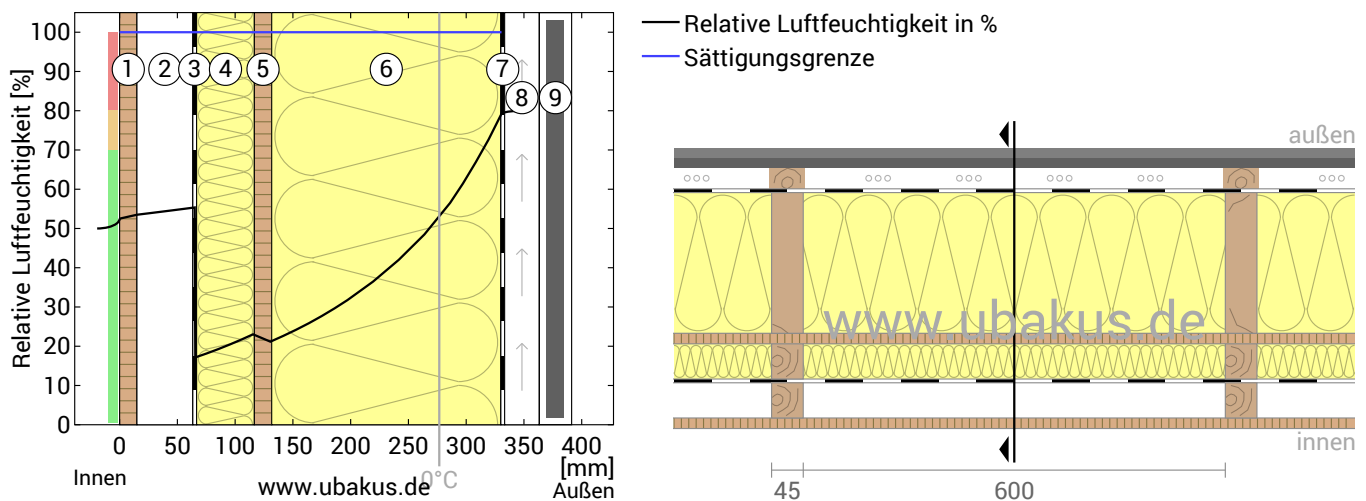 Relative Luftfeuchtigkeit [%]
100
90
80
70
60
50
40
30
20
10
0
1
2
3
4
5
6
7
8
9
0 50 100 150 200 250 300 350 400
[mm]
Innen
www.ubakus.de
0°C
Außen
Relative Luftfeuchtigkeit in %
Sättigungsgrenze
außen
www.ubakus.de
innen
45 600